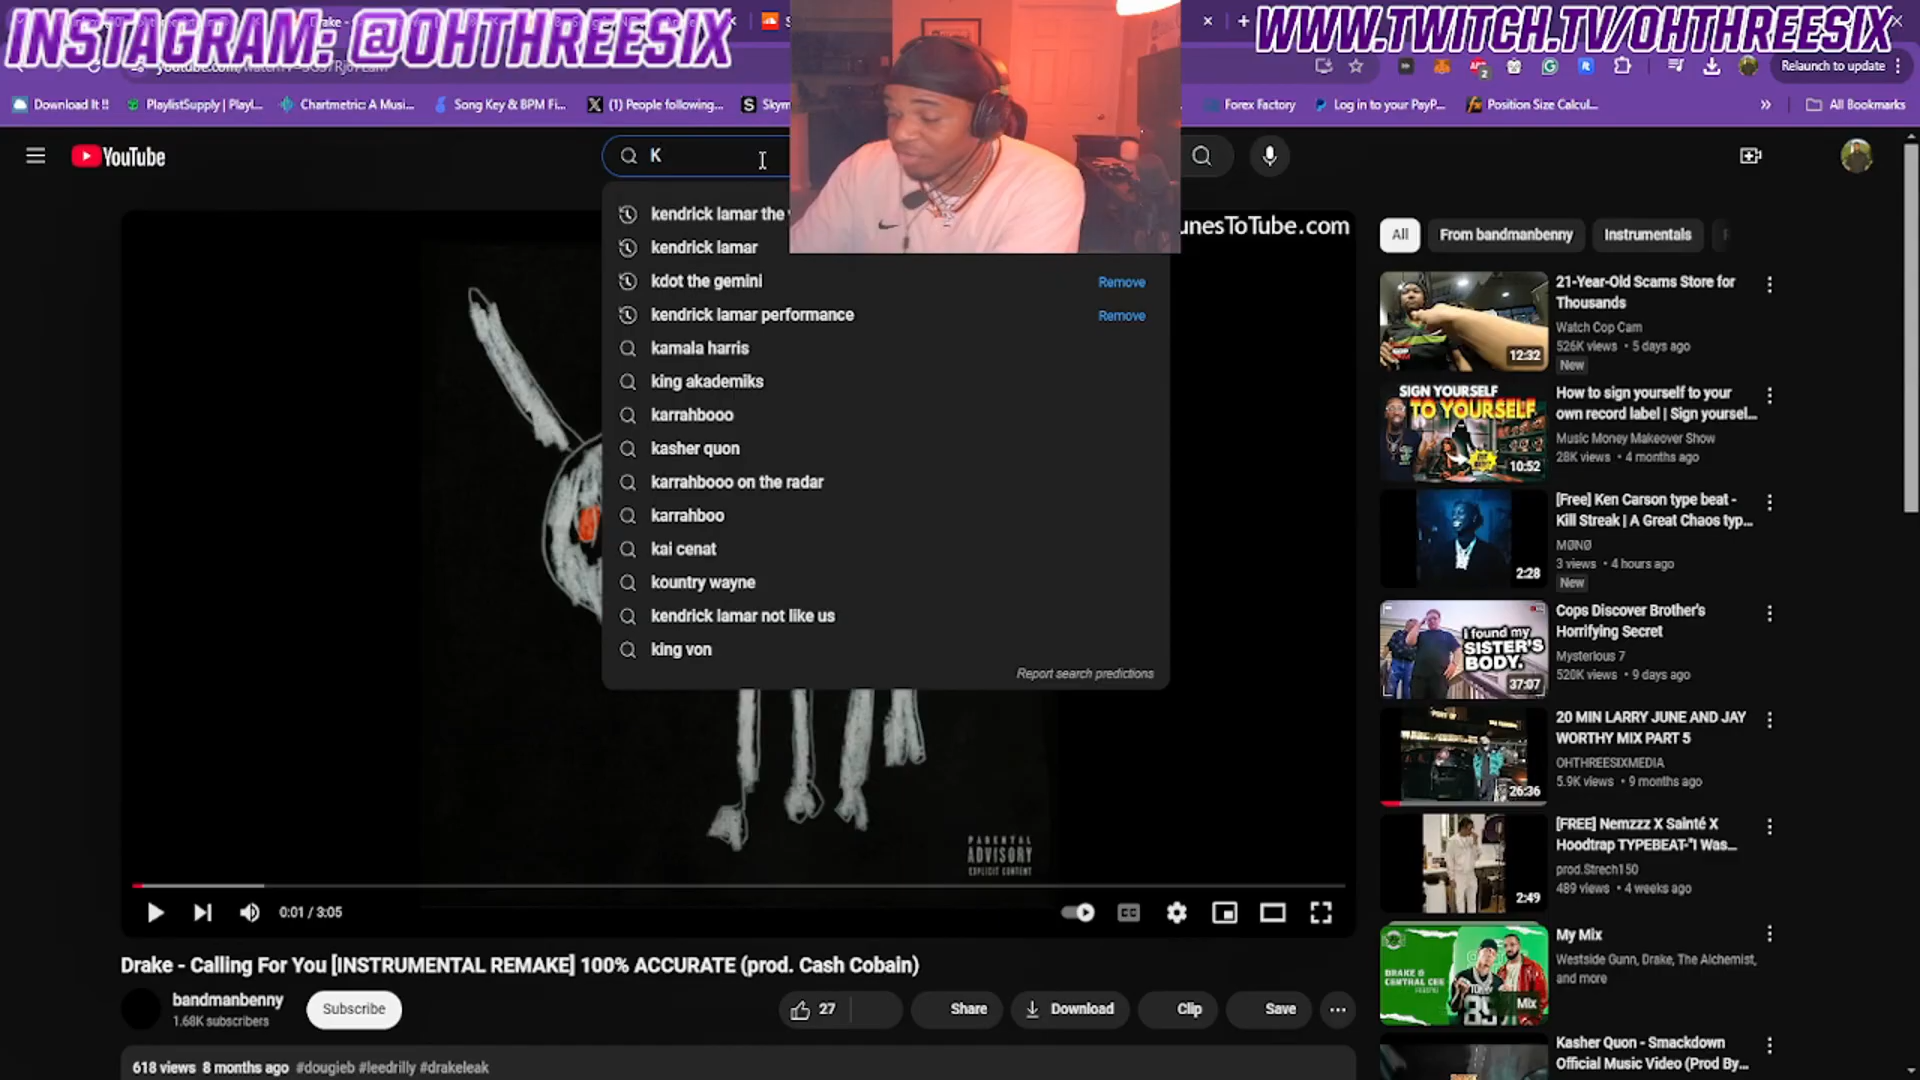 INSTAGRAM: @OHTHREESIX
WWW.TWITCH.TV/OHTHREESIX
Relaunch to update
Download It !!
PlaylistSupply | Playl...
Chartmetric: A Musi...
Song Key & BPM Fi...
(1) People following...
Skym
Forex Factory
Log in to your PayP...
Position Size Calcul...
All Bookmarks
YouTube
K
kendrick lamar the
kendrick lamar
kdot the gemini
Remove
kendrick lamar performance
Remove
kamala harris
king akademiks
karrahbooo
kasher quon
karrahbooo on the radar
karrahboo
kai cenat
kountry wayne
kendrick lamar not like us
king von
Report search predictions
unesToTube.com
PARENTAL
ADVISORY
EXPLICIT CONTENT
0:01 / 3:05
Drake - Calling For You [INSTRUMENTAL REMAKE] 100% ACCURATE (prod. Cash Cobain)
bandmanbenny
1.68K subscribers
Subscribe
27
Share
Download
Clip
Save
618 views 8 months ago #dougieb #leedrilly #drakeleak
All
From bandmanbenny
Instrumentals
12:32
21-Year-Old Scams Store for
Thousands
Watch Cop Cam
526K views • 5 days ago
New
SIGN YOURSELF
TO YOURSELF
10:52
How to sign yourself to your
own record label | Sign yoursel...
Music Money Makeover Show
28K views • 4 months ago
2:28
[Free] Ken Carson type beat -
Kill Streak | A Great Chaos typ...
MØNØ
3 views • 4 hours ago
New
i found my
SISTER'S
BODY.
37:07
Cops Discover Brother's
Horrifying Secret
Mysterious 7
520K views • 9 days ago
26:36
20 MIN LARRY JUNE AND JAY
WORTHY MIX PART 5
OHTHREESIXMEDIA
5.9K views • 9 months ago
2:49
[FREE] Nemzzz X Sainté X
Hoodtrap TYPEBEAT-"I Was...
prod.Strech150
489 views • 4 weeks ago
DRAKE &
CENTRAL CEE
Mix
My Mix
Westside Gunn, Drake, The Alchemist,
and more
Kasher Quon - Smackdown
Official Music Video (Prod By...